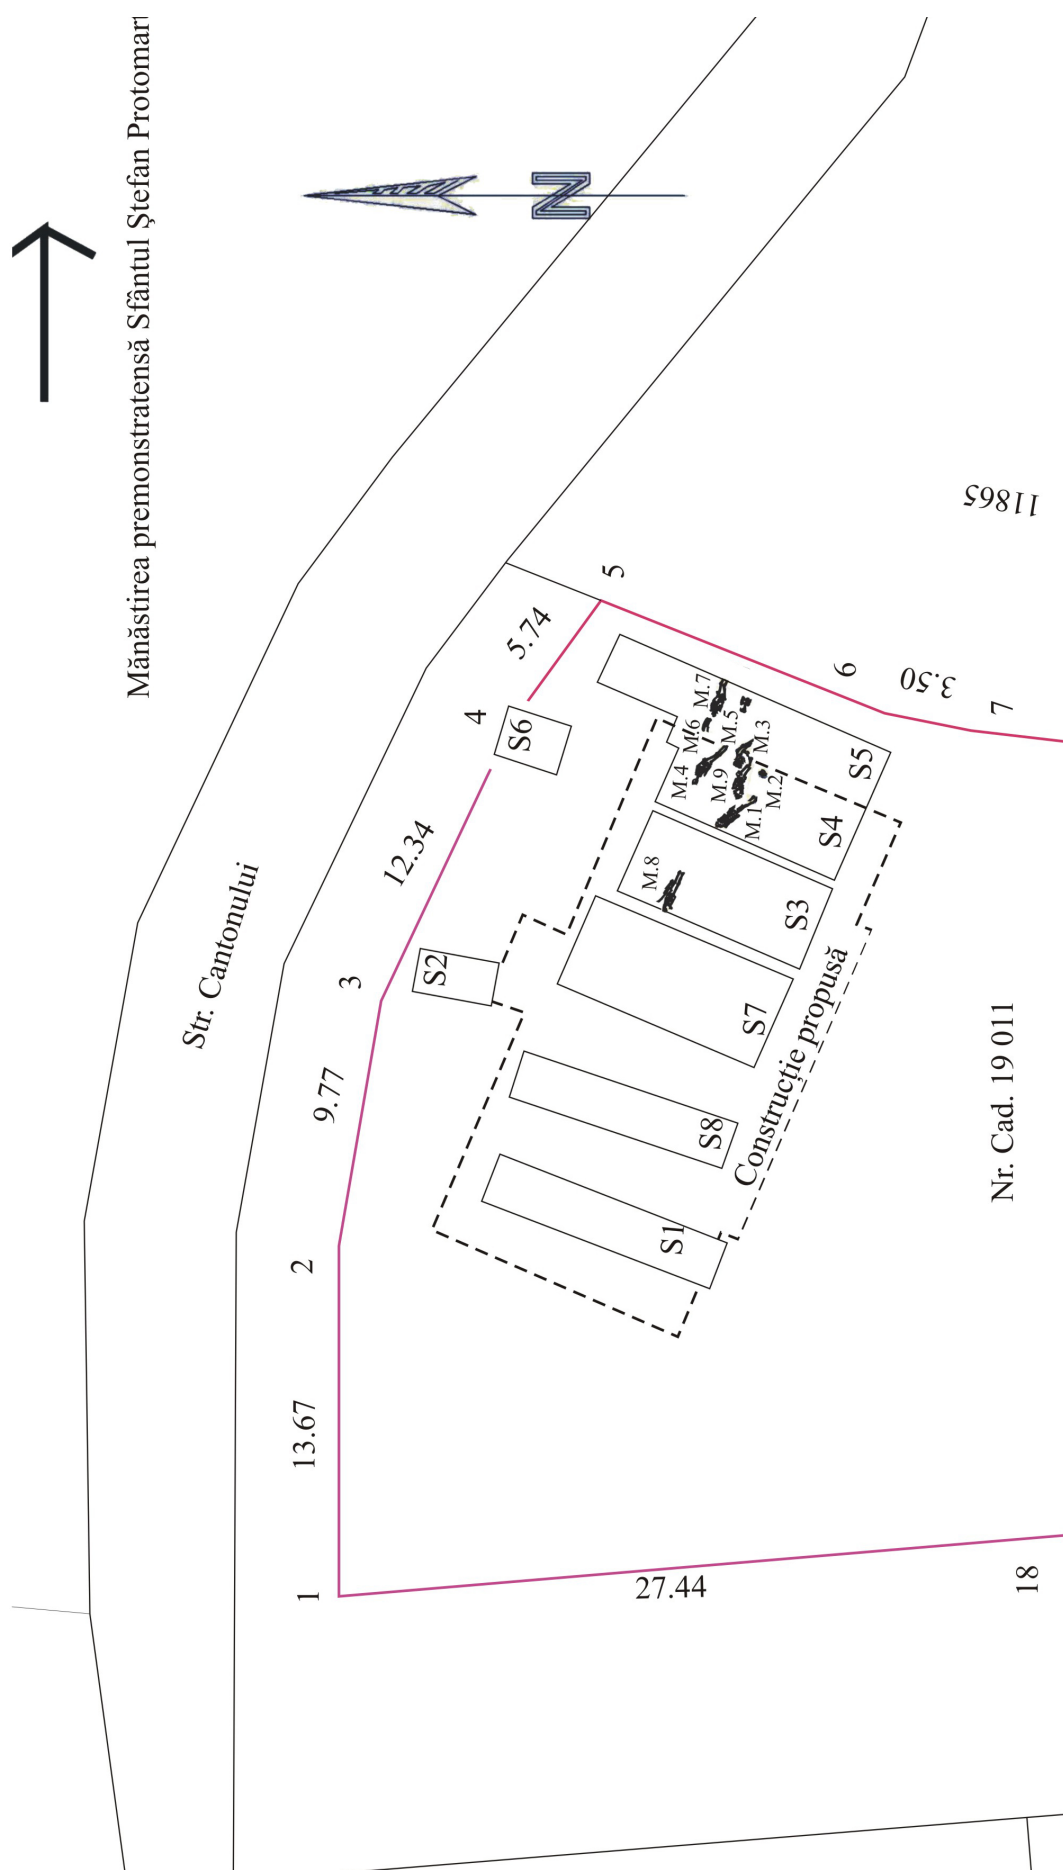 Mănăstirea premonstratensă Sfântul Ştefan Protomar
N
Str. Cantonului
11865
5
5.74
4
S6
6
3.50
7
12.34
3
S2
9.77
2
13.67
1
27.44
18
M.7
M.6
M.5
M.3
M.4
M.9
M.2
M.1
M.8
S5
S4
S3
S7
S8
S1
Construcție propusă
Nr. Cad. 19 011